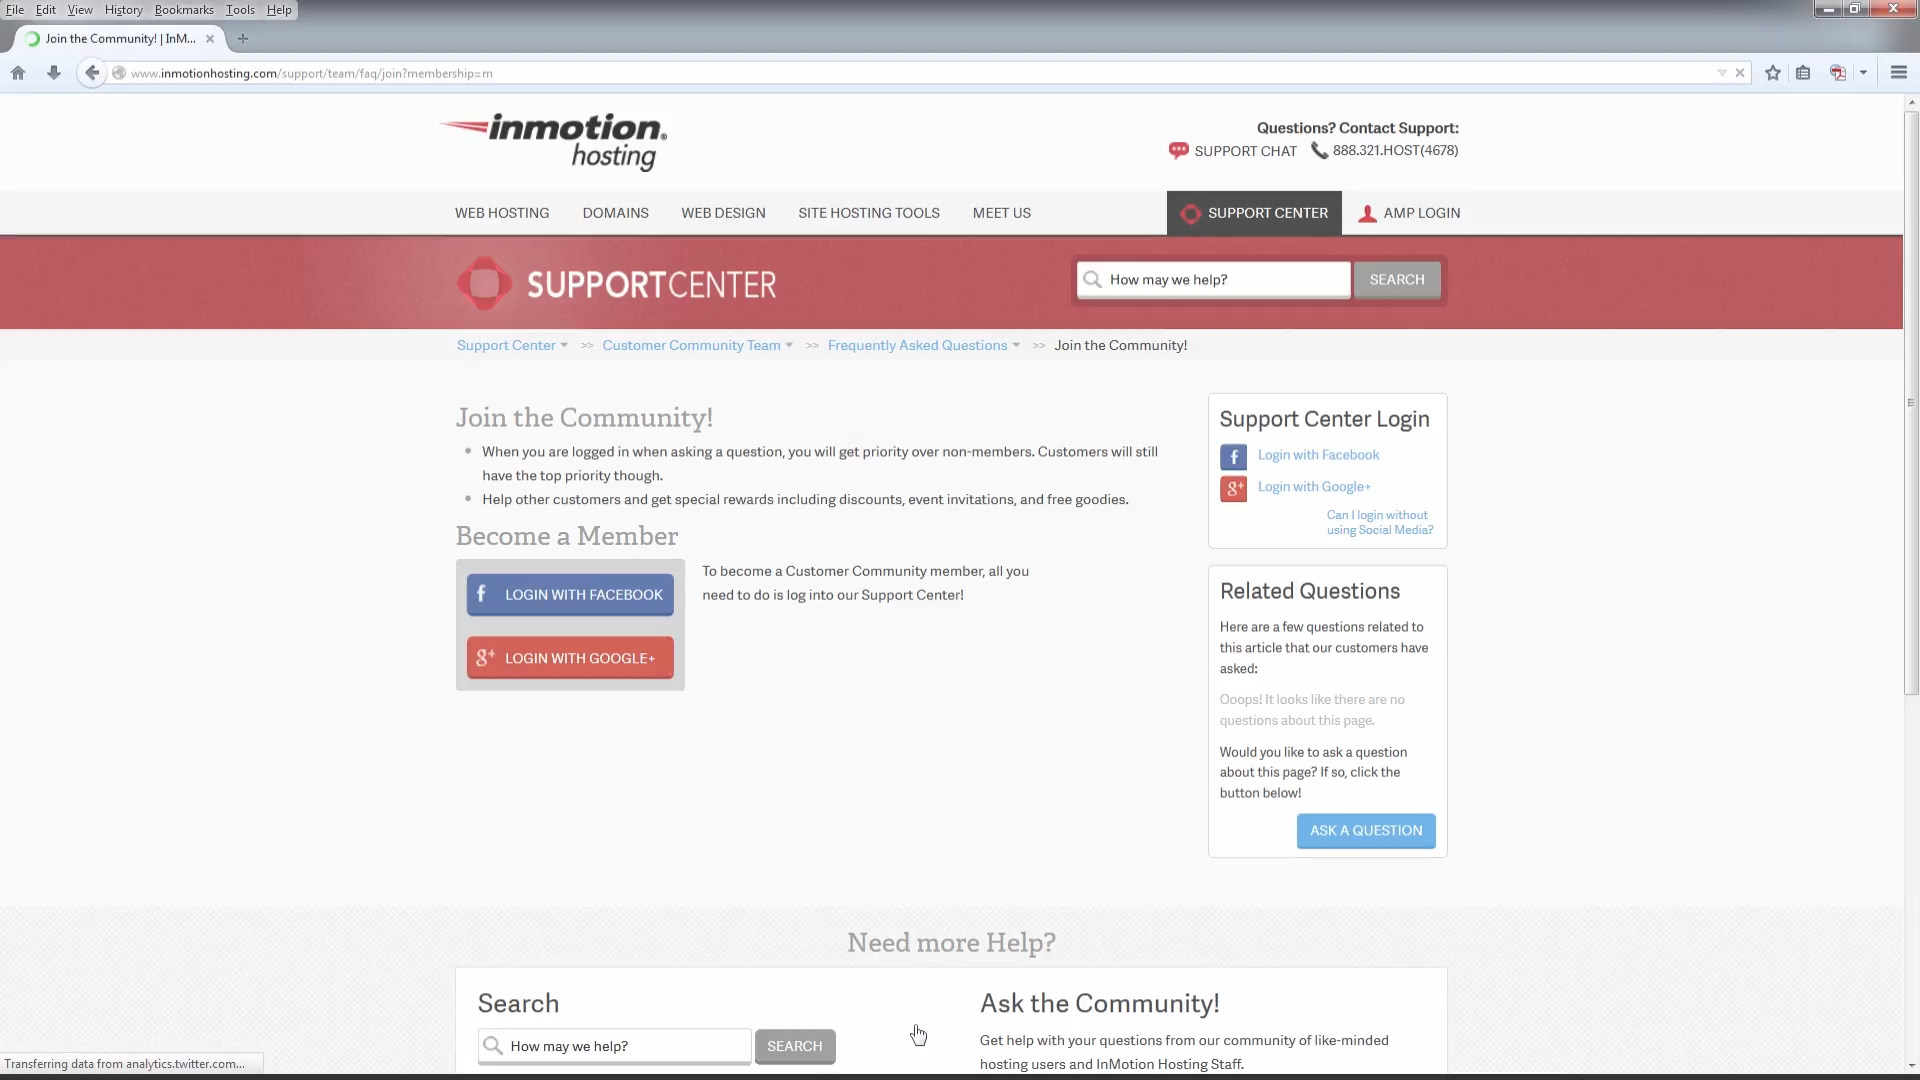 File Edit View History Bookmarks Tools Help
Join the Community! | InM...
www.inmotionhosting.com/support/team/faq/join?membership=m
inmotion®
hosting
Questions? Contact Support:
SUPPORT CHAT 888.321.HOST(4678)
WEB HOSTING DOMAINS WEB DESIGN SITE HOSTING TOOLS MEET US SUPPORT CENTER AMP LOGIN
SUPPORTCENTER
How may we help? SEARCH
Support Center >> Customer Community Team >> Frequently Asked Questions >> Join the Community!
Join the Community!
When you are logged in when asking a question, you will get priority over non-members. Customers will still
have the top priority though.
Help other customers and get special rewards including discounts, event invitations, and free goodies.
Become a Member
f LOGIN WITH FACEBOOK
g+ LOGIN WITH GOOGLE+
To become a Customer Community member, all you
need to do is log into our Support Center!
Support Center Login
f Login with Facebook
g+ Login with Google+
Can I login without
using Social Media?
Related Questions
Here are a few questions related to
this article that our customers have
asked:
Ooops! It looks like there are no
questions about this page.
Would you like to ask a question
about this page? If so, click the
button below!
ASK A QUESTION
Need more Help?
Search
How may we help? SEARCH
Ask the Community!
Get help with your questions from our community of like-minded
hosting users and InMotion Hosting Staff.
Transferring data from analytics.twitter.com...